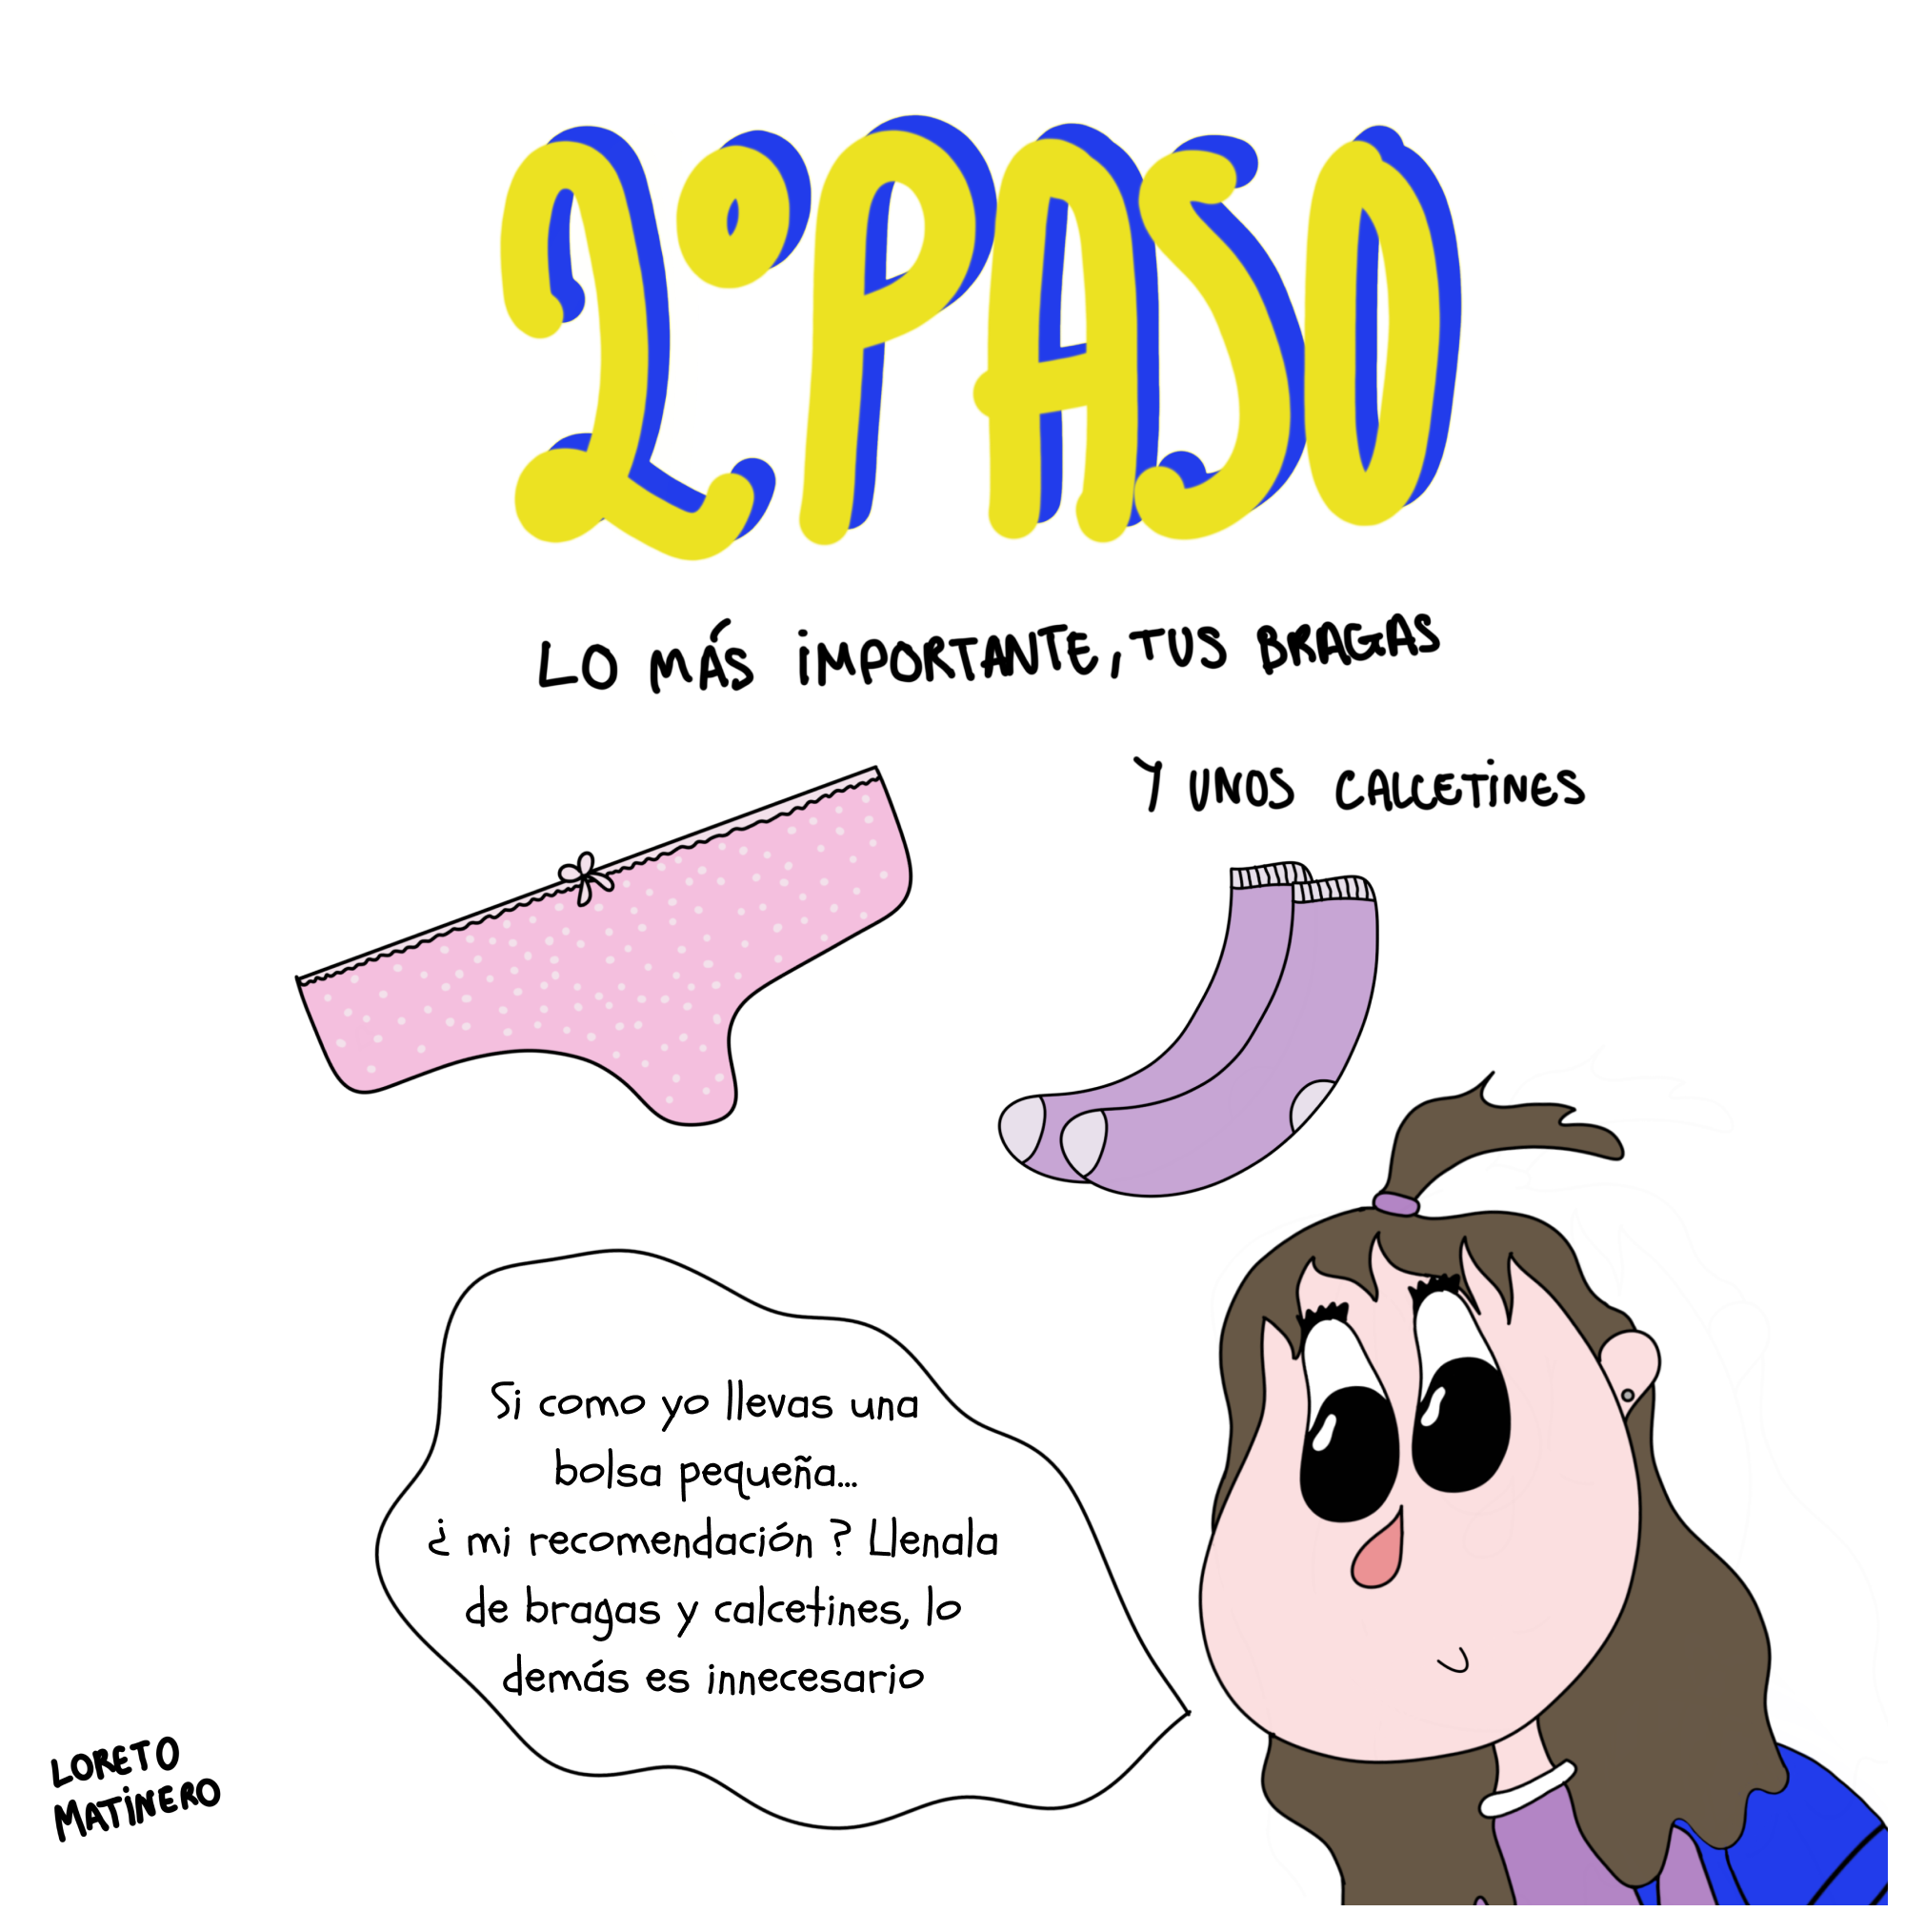 2º PASO
LO MÁS IMPORTANTE, TUS BRAGAS
Y UNOS CALCETINES
Si como yo llevas una
bolsa pequeña...
¿ mi recomendación ? Llenala
de bragas y calcetines, lo
demás es innecesario
LORETO
MATINERO